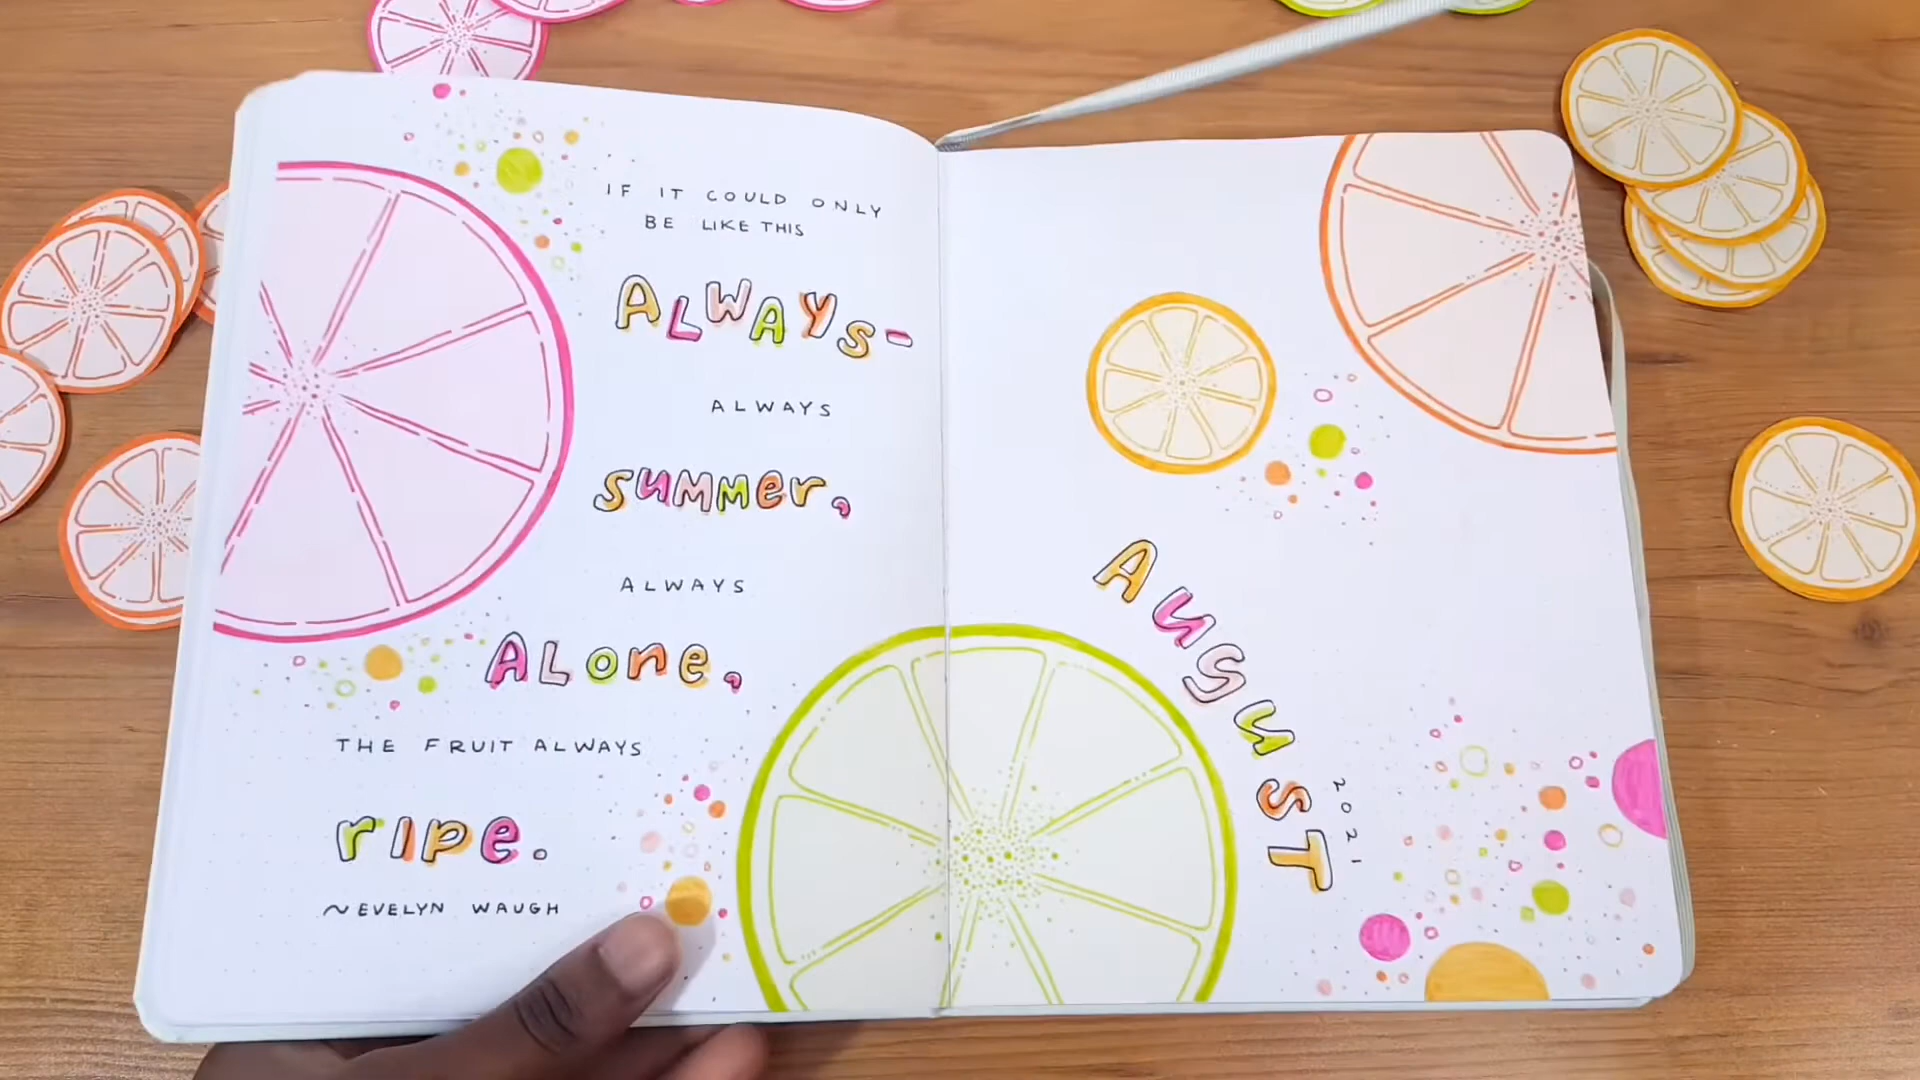 IF IT COULD ONLY
BE LIKE THIS
ALWAYS-
ALWAYS
SUMMER,
ALWAYS
ALONE,
THE FRUIT ALWAYS
RIPE.
~EVELYN WAUGH
AUGUST
2021